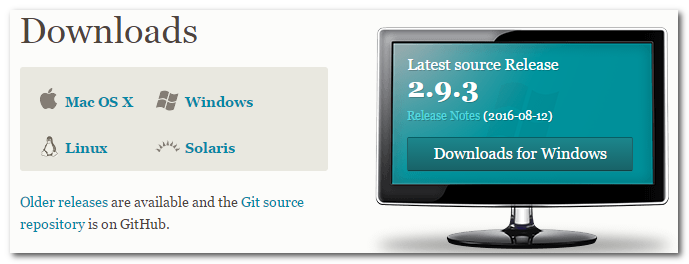 Downloads
Mac OS X
Windows
Linux
Solaris
Older releases are available and the Git source
repository is on GitHub.
Latest source Release
2.9.3
Release Notes (2016-08-12)
Downloads for Windows